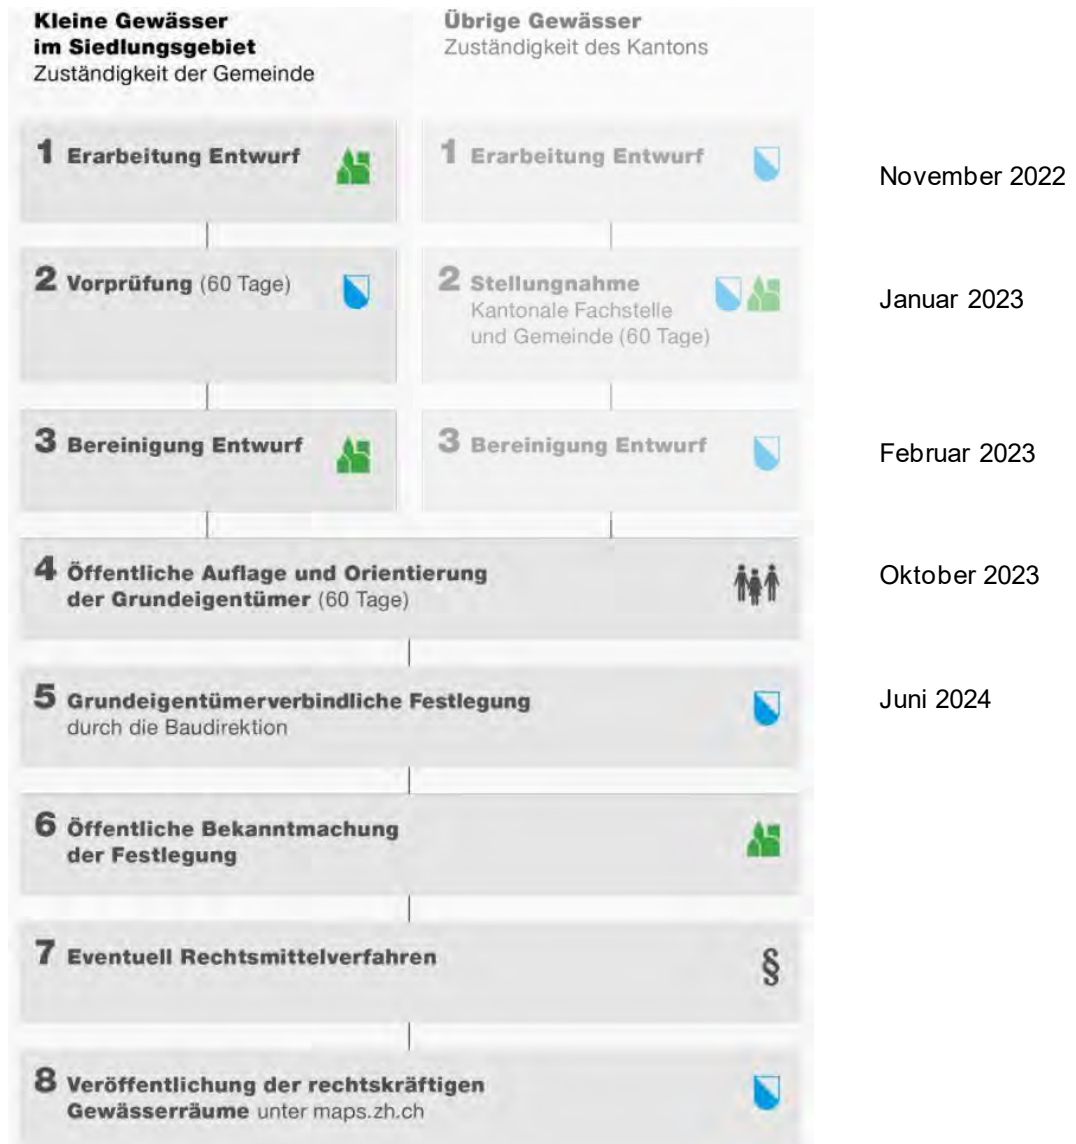 Kleine Gewässer
im Siedlungsgebiet
Zuständigkeit der Gemeinde
Übrige Gewässer
Zuständigkeit des Kantons
1 Erarbeitung Entwurf
1 Erarbeitung Entwurf
November 2022
2 Vorprüfung (60 Tage)
2 Stellungnahme
Kantonale Fachstelle
und Gemeinde (60 Tage)
Januar 2023
3 Bereinigung Entwurf
3 Bereinigung Entwurf
Februar 2023
4 Öffentliche Auflage und Orientierung
der Grundeigentümer (60 Tage)
Oktober 2023
5 Grundeigentümerverbindliche Festlegung
durch die Baudirektion
Juni 2024
6 Öffentliche Bekanntmachung
der Festlegung
7 Eventuell Rechtsmittelverfahren
§
8 Veröffentlichung der rechtskräftigen
Gewässerräume unter maps.zh.ch